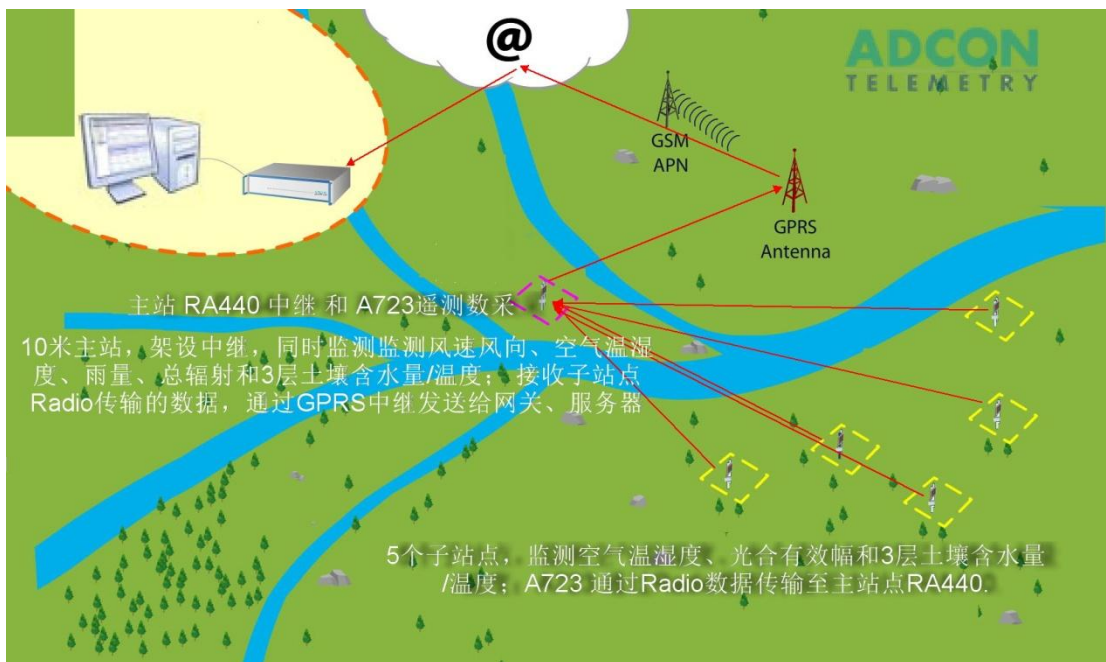 @
ADCON
TELEMETRY
GSM
APN
GPRS
Antenna
主站 RA440 中继 和 A723遥测数采
10米主站，架设中继，同时监测监测风速风向、空气温湿
度、雨量、总辐射和3层土壤含水量/温度；接收子站点
Radio传输的数据，通过GPRS中继发送给网关、服务器
5个子站点，监测空气温湿度、光合有效幅和3层土壤含水量
/温度；A723 通过Radio数据传输至主站点RA440.